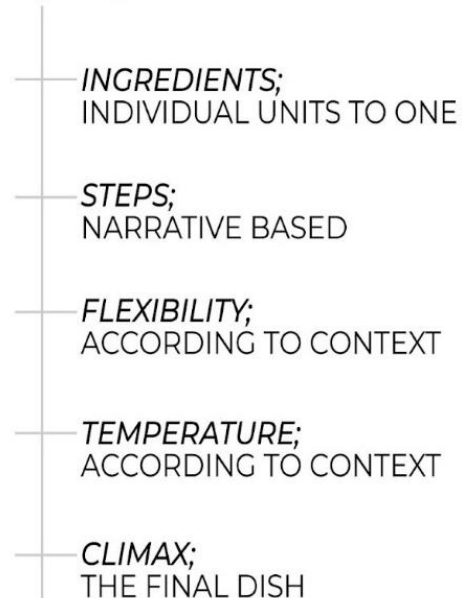 INGREDIENTS;
INDIVIDUAL UNITS TO ONE
STEPS;
NARRATIVE BASED
FLEXIBILITY;
ACCORDING TO CONTEXT
TEMPERATURE;
ACCORDING TO CONTEXT
CLIMAX;
THE FINAL DISH